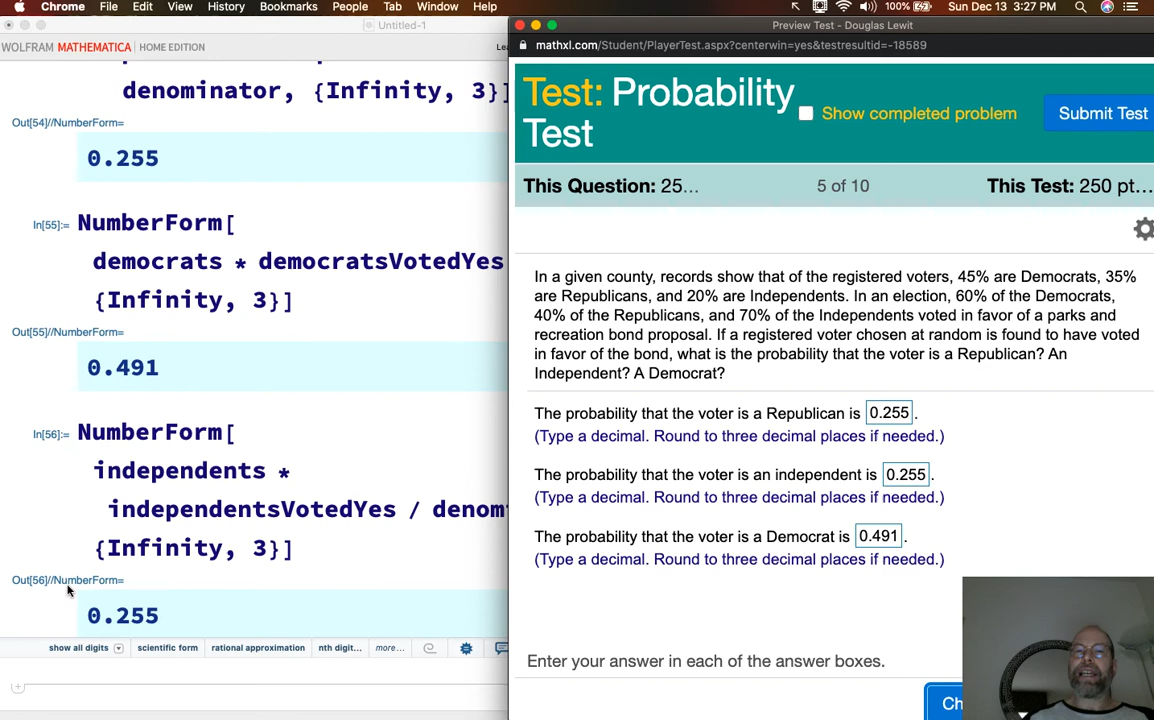 Chrome File Edit View History Bookmarks People Tab Window Help 100% Sun Dec 13 3:27 PM
Untitled-1
WOLFRAM MATHEMATICA HOME EDITION
denominator, {Infinity, 3}]
Out[54]//NumberForm=
0.255
In[55]:= NumberForm[
democrats * democratsVotedYes
{Infinity, 3}]
Out[55]//NumberForm=
0.491
In[56]:= NumberForm[
independents *
independentsVotedYes / denom
{Infinity, 3}]
Out[56]//NumberForm=
0.255
show all digits scientific form rational approximation nth digit... more...
Preview Test - Douglas Lewit
mathxl.com/Student/PlayerTest.aspx?centerwin=yes&testresultid=-18589
Test: Probability
Test
Show completed problem
Submit Test
This Question: 25... 5 of 10 This Test: 250 pt...
In a given county, records show that of the registered voters, 45% are Democrats, 35%
are Republicans, and 20% are Independents. In an election, 60% of the Democrats,
40% of the Republicans, and 70% of the Independents voted in favor of a parks and
recreation bond proposal. If a registered voter chosen at random is found to have voted
in favor of the bond, what is the probability that the voter is a Republican? An
Independent? A Democrat?
The probability that the voter is a Republican is 0.255.
(Type a decimal. Round to three decimal places if needed.)
The probability that the voter is an independent is 0.255.
(Type a decimal. Round to three decimal places if needed.)
The probability that the voter is a Democrat is 0.491.
(Type a decimal. Round to three decimal places if needed.)
Enter your answer in each of the answer boxes.
Ch